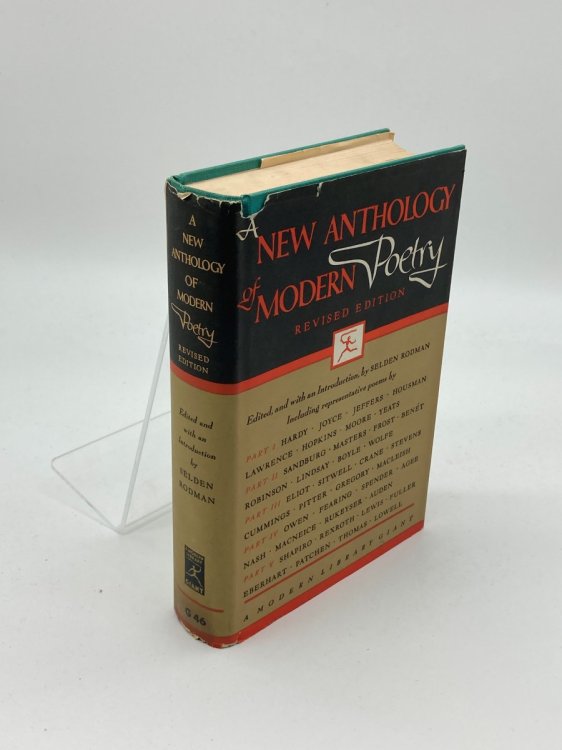 A
NEW
ANTHOLOGY
OF
MODERN
Poetry
REVISED
EDITION
Edited and
with an
Introduction
by
SELDEN
RODMAN
GIANT
G 46
A
NEW ANTHOLOGY
of MODERN Poetry
REVISED EDITION
Edited, and with an Introduction, by SELDEN RODMAN
Including representative poems by
PART I HARDY · JOYCE · JEFFERS · HOUSMAN
LAWRENCE · HOPKINS · MOORE · YEATS
PART II SANDBURG · MASTERS · FROST · BENÉT
ROBINSON · LINDSAY · BOYLE · WOLFE
PART III ELIOT · SITWELL · CRANE · STEVENS
CUMMINGS · PITTER · GREGORY · MACLEISH
PART IV OWEN · FEARING · SPENDER · AGEE
NASH · MACNEICE · RUKEYSER · AUDEN
PART V SHAPIRO · REXROTH · LEWIS · FULLER
EBERHART · PATCHEN · THOMAS · LOWELL
A MODERN LIBRARY GIANT